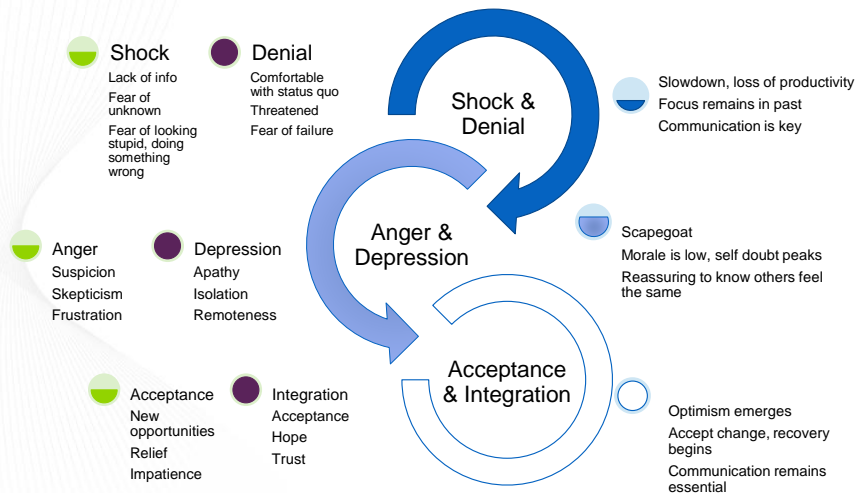 Shock
Lack of info
Fear of
unknown
Fear of looking
stupid, doing
something
wrong
Denial
Comfortable
with status quo
Threatened
Fear of failure
Shock &
Denial
Slowdown, loss of productivity
Focus remains in past
Communication is key
Anger
Suspicion
Skepticism
Frustration
Depression
Apathy
Isolation
Remoteness
Anger &
Depression
Scapegoat
Morale is low, self doubt peaks
Reassuring to know others feel
the same
Acceptance
New
opportunities
Relief
Impatience
Integration
Acceptance
Hope
Trust
Acceptance
& Integration
Optimism emerges
Accept change, recovery
begins
Communication remains
essential